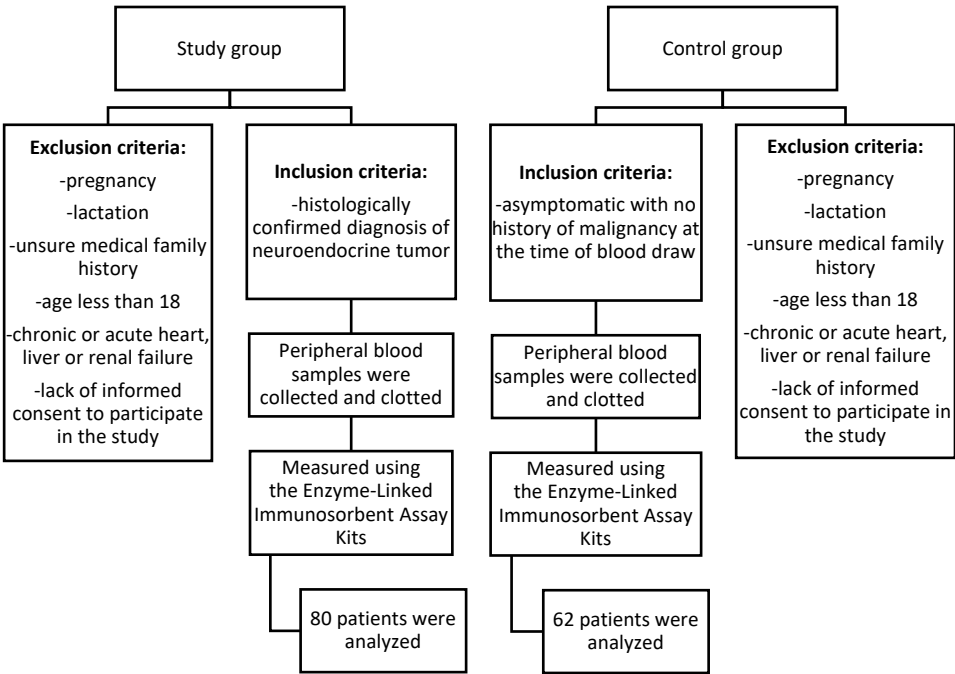 Study group
Control group
Exclusion criteria:
-pregnancy
-lactation
-unsure medical family
history
-age less than 18
-chronic or acute heart,
liver or renal failure
-lack of informed
consent to participate
in the study
Inclusion criteria:
-histologically
confirmed diagnosis of
neuroendocrine tumor
Inclusion criteria:
-asymptomatic with no
history of malignancy at
the time of blood draw
Exclusion criteria:
-pregnancy
-lactation
-unsure medical family
history
-age less than 18
-chronic or acute heart,
liver or renal failure
-lack of informed
consent to participate in
the study
Peripheral blood
samples were
collected and clotted
Peripheral blood
samples were collected
and clotted
Measured using
the Enzyme-Linked
Immunosorbent Assay
Kits
Measured using
the Enzyme-Linked
Immunosorbent Assay
Kits
80 patients were
analyzed
62 patients were
analyzed